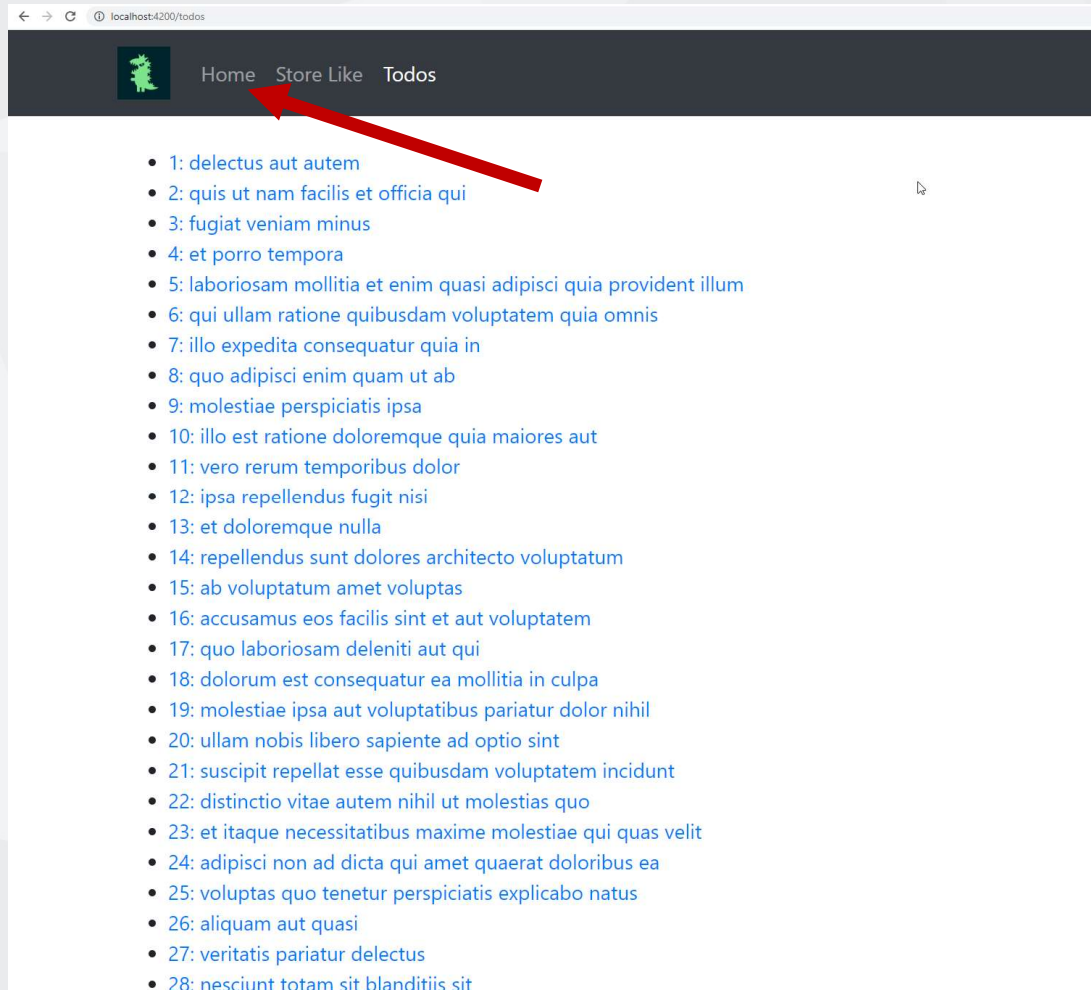 localhost:4200/todos
Home Store Like Todos
1: delectus aut autem
2: quis ut nam facilis et officia qui
3: fugiat veniam minus
4: et porro tempora
5: laboriosam mollitia et enim quasi adipisci quia provident illum
6: qui ullam ratione quibusdam voluptatem quia omnis
7: illo expedita consequatur quia in
8: quo adipisci enim quam ut ab
9: molestiae perspiciatis ipsa
10: illo est ratione doloremque quia maiores aut
11: vero rerum temporibus dolor
12: ipsa repellendus fugit nisi
13: et doloremque nulla
14: repellendus sunt dolores architecto voluptatum
15: ab voluptatum amet voluptas
16: accusamus eos facilis sint et aut voluptatem
17: quo laboriosam deleniti aut qui
18: dolorum est consequatur ea mollitia in culpa
19: molestiae ipsa aut voluptatibus pariatur dolor nihil
20: ullam nobis libero sapiente ad optio sint
21: suscipit repellat esse quibusdam voluptatem incidunt
22: distinctio vitae autem nihil ut molestias quo
23: et itaque necessitatibus maxime molestiae qui quas velit
24: adipisci non ad dicta qui amet quaerat doloribus ea
25: voluptas quo tenetur perspiciatis explicabo natus
26: aliquam aut quasi
27: veritatis pariatur delectus
28: nesciunt totam sit blanditiis sit